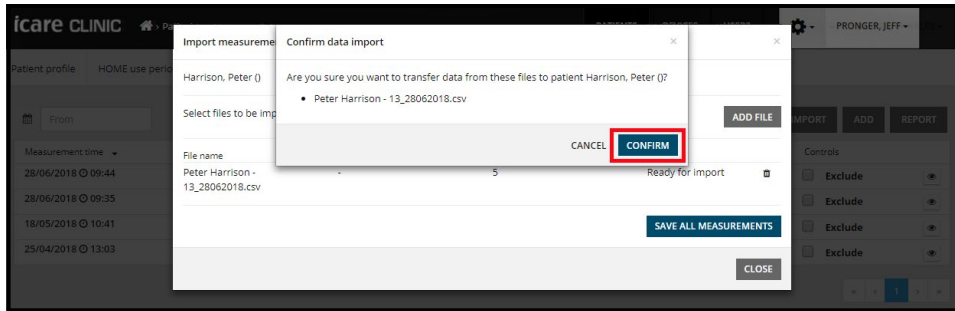 icare CLINIC
PATIENTS DEVICES USERS
PRONGER, JEFF
Patient profile HOME use perio
From
IMPORT ADD REPORT
Measurement time Controls
28/06/2018 09:44 Exclude
28/06/2018 09:35 Exclude
18/05/2018 10:41 Exclude
25/04/2018 13:03 Exclude
« ‹ 1 › »
Import measureme
×
Harrison, Peter ()
Select files to be imp
ADD FILE
File name
Peter Harrison - - 5 Ready for import
13_28062018.csv
SAVE ALL MEASUREMENTS
CLOSE
Confirm data import ×
Are you sure you want to transfer data from these files to patient Harrison, Peter ()?
• Peter Harrison - 13_28062018.csv
CANCEL CONFIRM